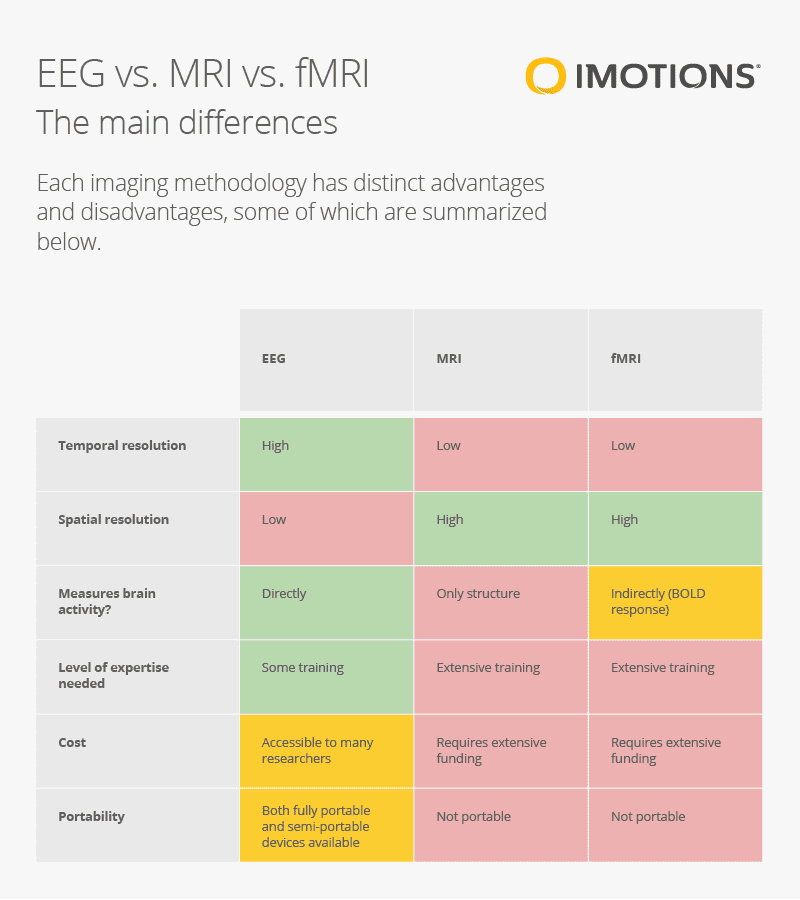 EEG vs. MRI vs. fMRI
IMOTIONS®
The main differences
Each imaging methodology has distinct advantages
and disadvantages, some of which are summarized
below.
EEG
MRI
fMRI
Temporal resolution
High
Low
Low
Spatial resolution
Low
High
High
Measures brain
activity?
Directly
Only structure
Indirectly (BOLD
response)
Level of expertise
needed
Some training
Extensive training
Extensive training
Cost
Accessible to many
researchers
Requires extensive
funding
Requires extensive
funding
Portability
Both fully portable
and semi-portable
devices available
Not portable
Not portable